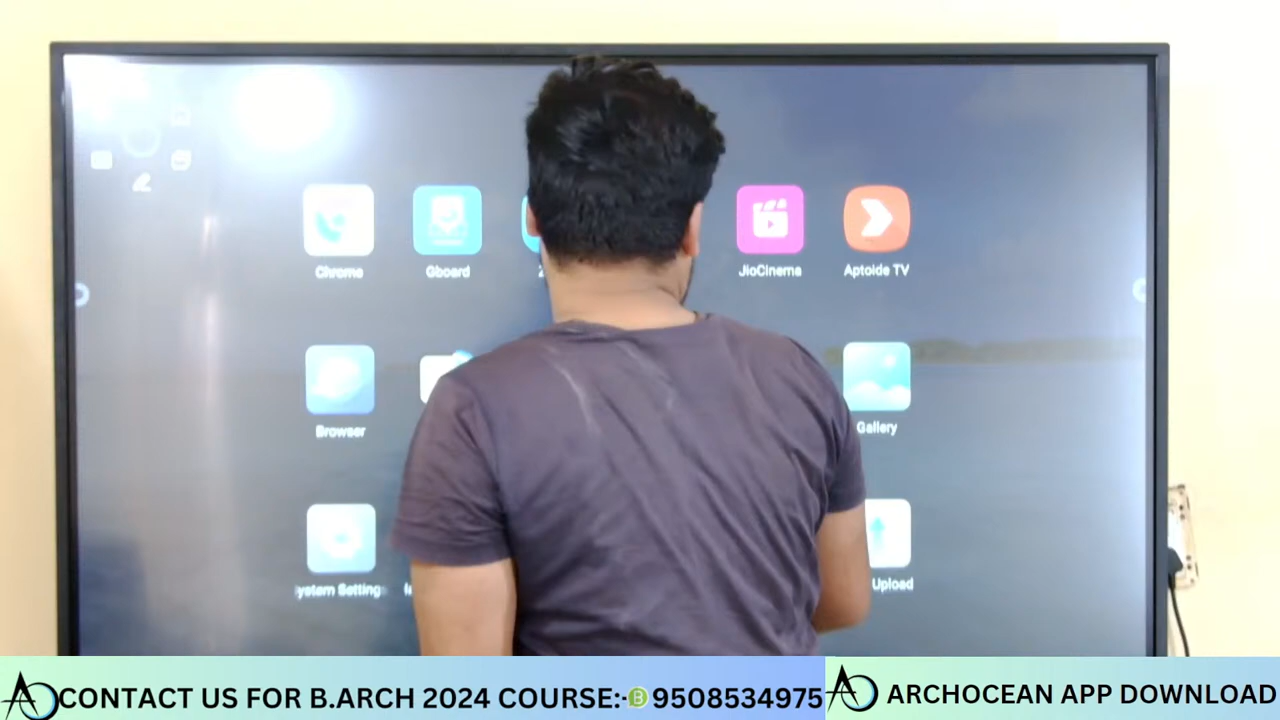 Chrome
Gboard
JioCinema
Aptoide TV
Browser
Gallery
ystem Setting
Upload
CONTACT US FOR B.ARCH 2024 COURSE:- 9508534975
ARCHOCEAN APP DOWNLOAD